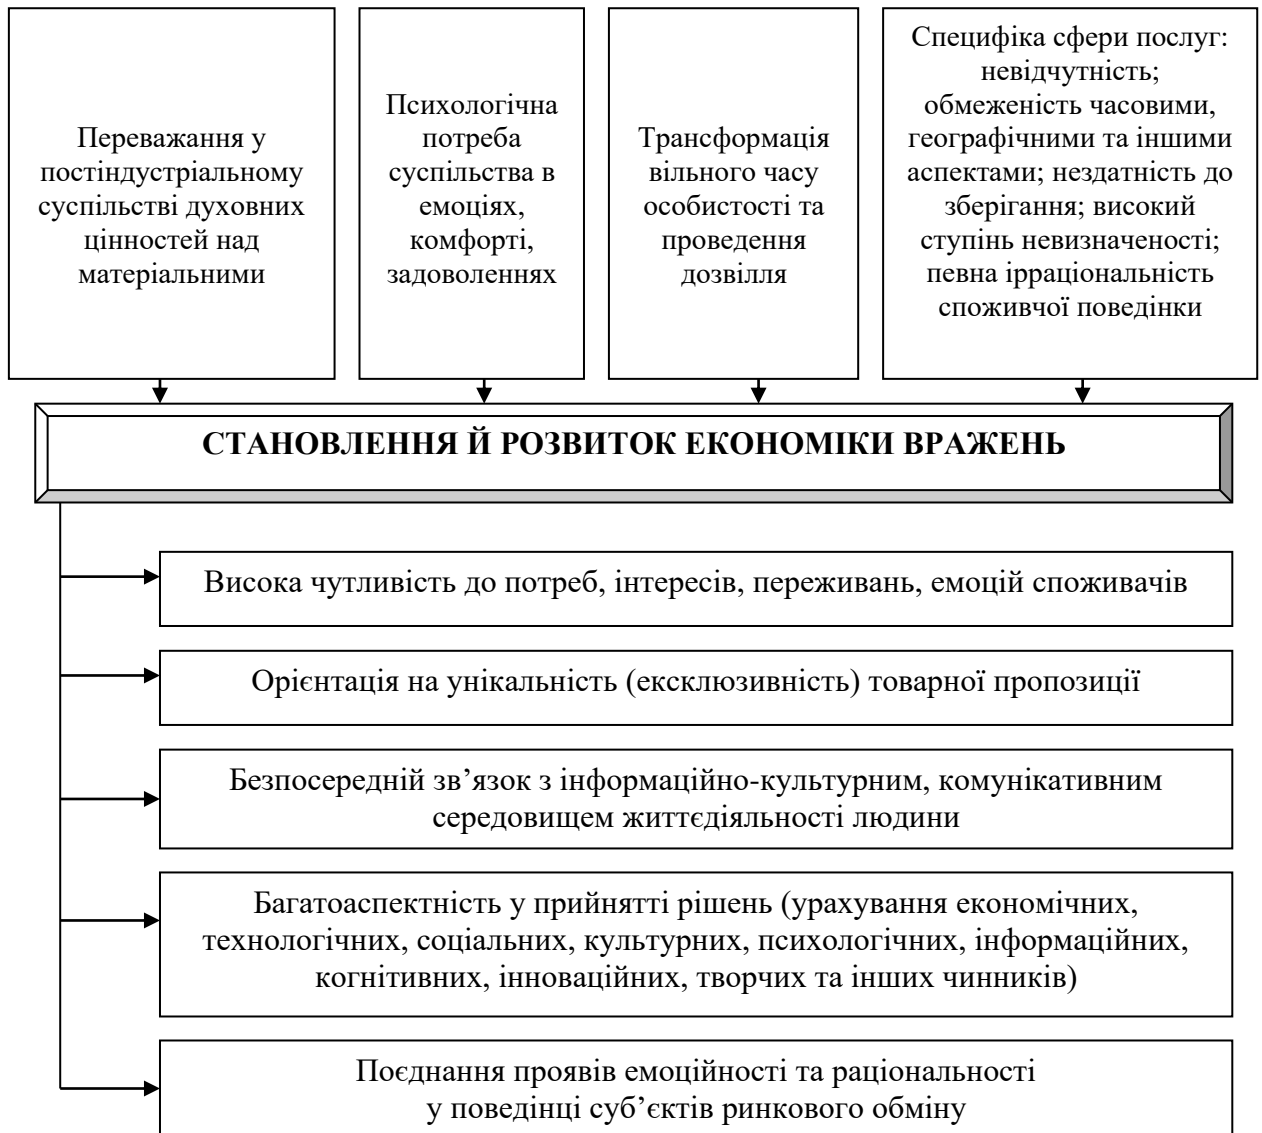 Переважання у
постіндустріальному
суспільстві духовних
цінностей над
матеріальними
Психологічна
потреба
суспільства в
емоціях,
комфорті,
задоволеннях
Трансформація
вільного часу
особистості та
проведення
дозвілля
Специфіка сфери послуг:
невідчутність;
обмеженість часовими,
географічними та іншими
аспектами; нездатність до
зберігання; високий
ступінь невизначеності;
певна ірраціональність
споживчої поведінки
СТАНОВЛЕННЯ Й РОЗВИТОК ЕКОНОМІКИ ВРАЖЕНЬ
Висока чутливість до потреб, інтересів, переживань, емоцій споживачів
Орієнтація на унікальність (ексклюзивність) товарної пропозиції
Безпосередній зв’язок з інформаційно-культурним, комунікативним
середовищем життєдіяльності людини
Багатоаспектність у прийнятті рішень (урахування економічних,
технологічних, соціальних, культурних, психологічних, інформаційних,
когнітивних, інноваційних, творчих та інших чинників)
Поєднання проявів емоційності та раціональності
у поведінці суб’єктів ринкового обміну